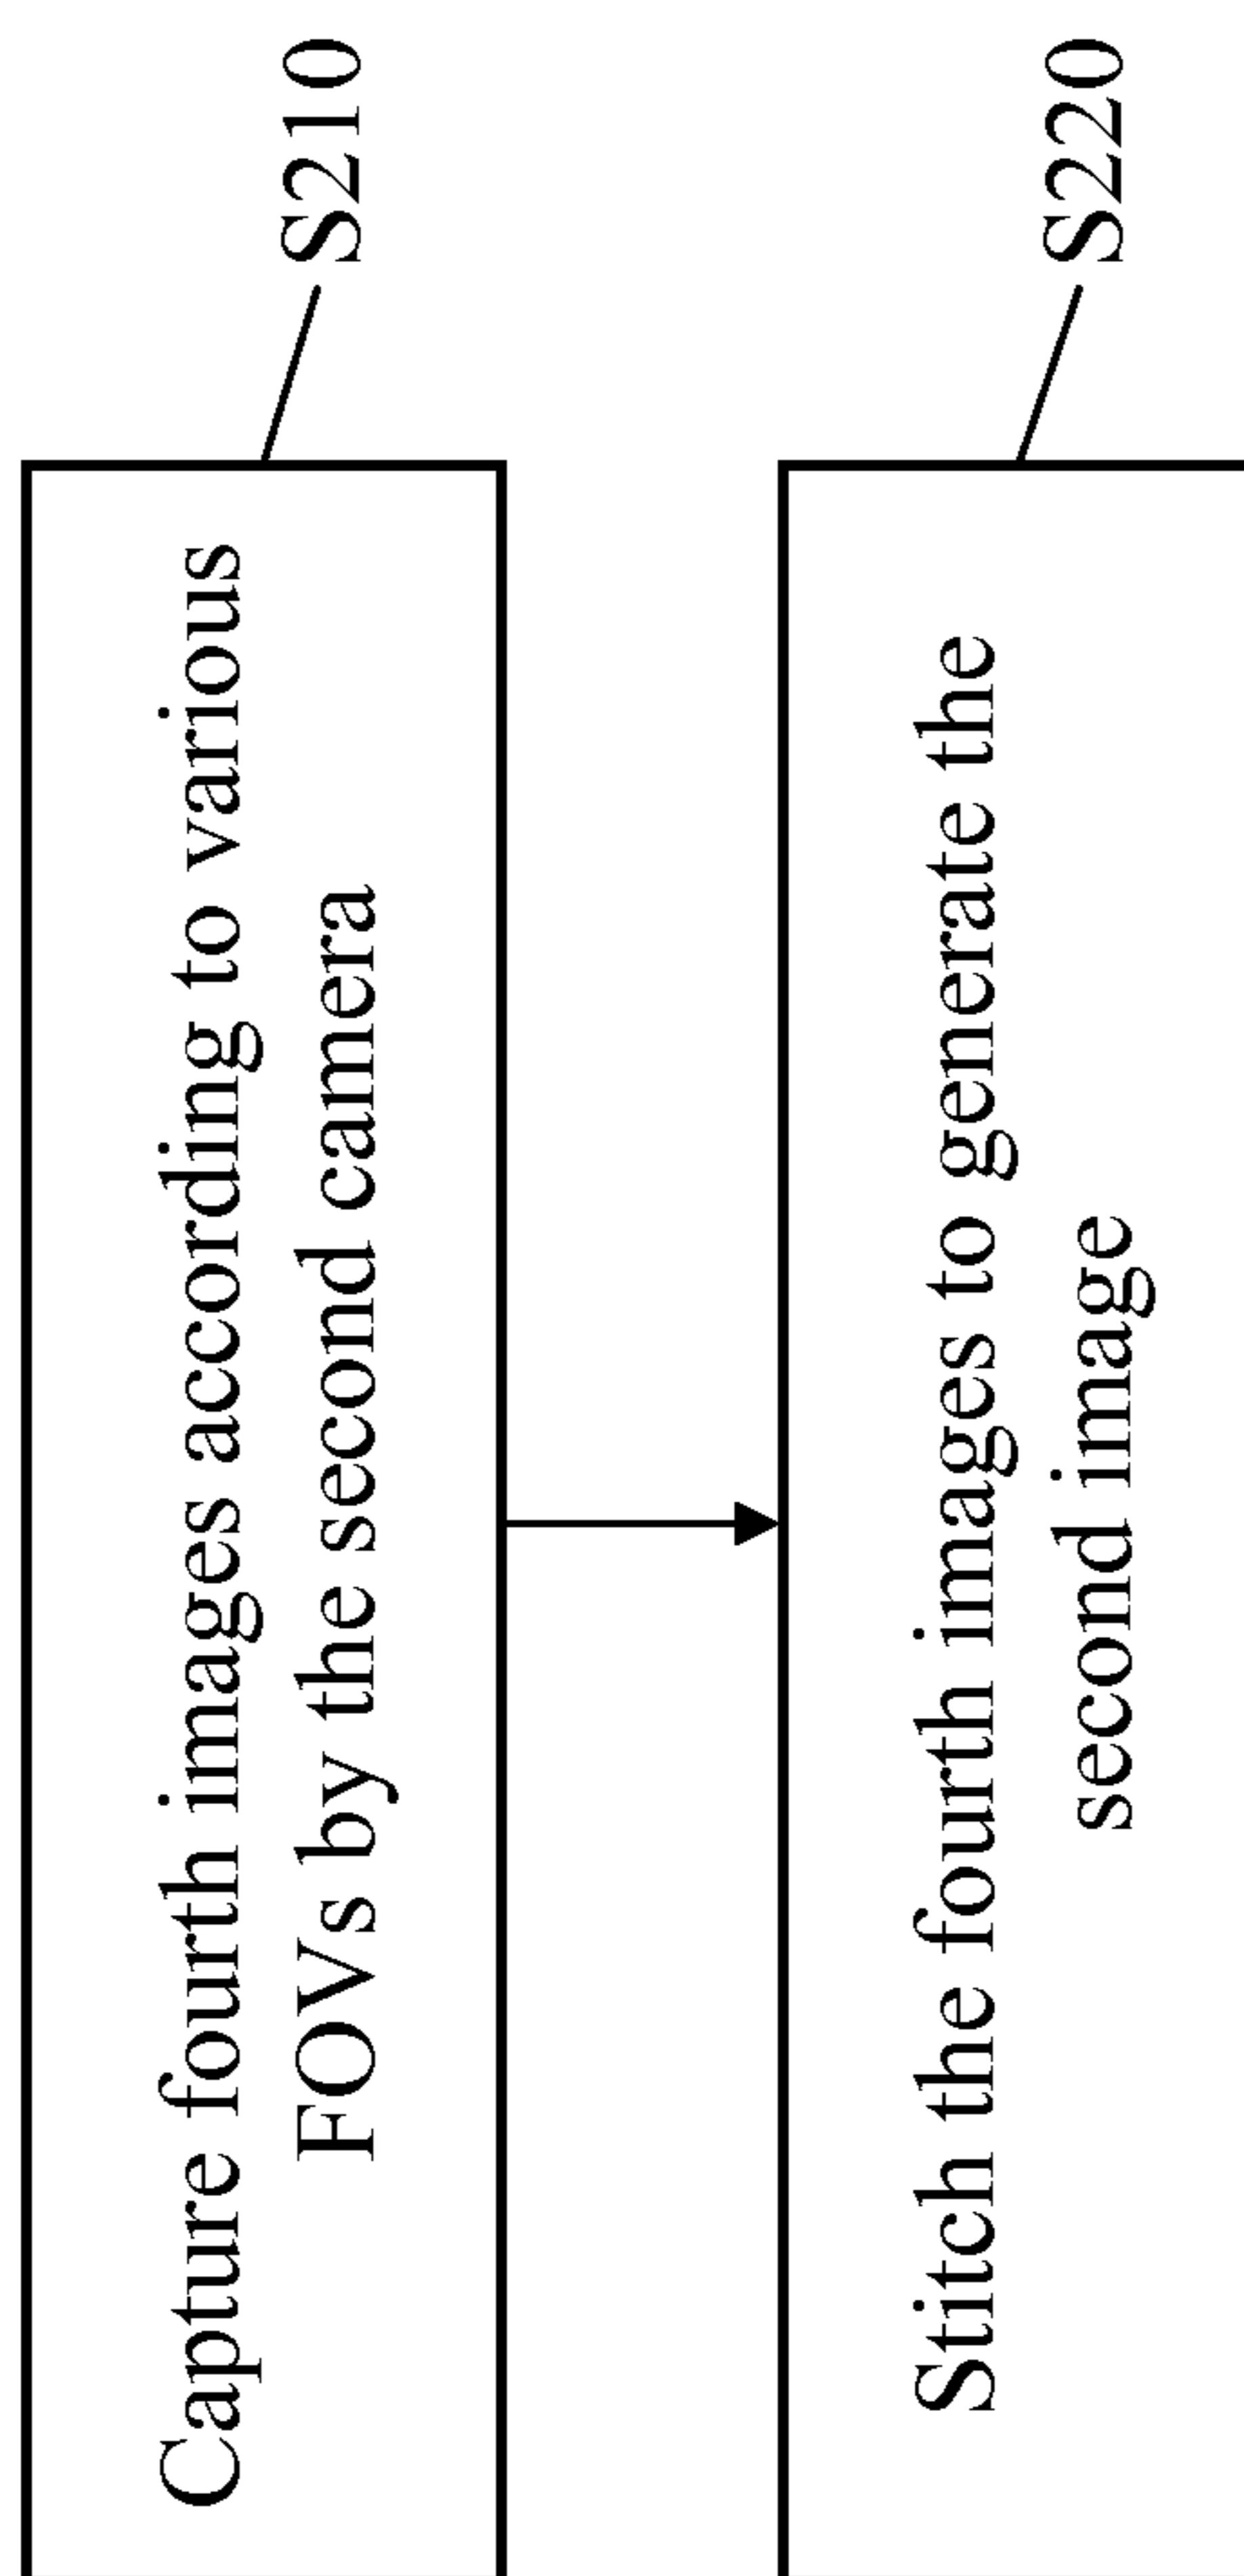 Capture fourth images according to various
FOVs by the second camera
S210
Stitch the fourth images to generate the
second image
S220